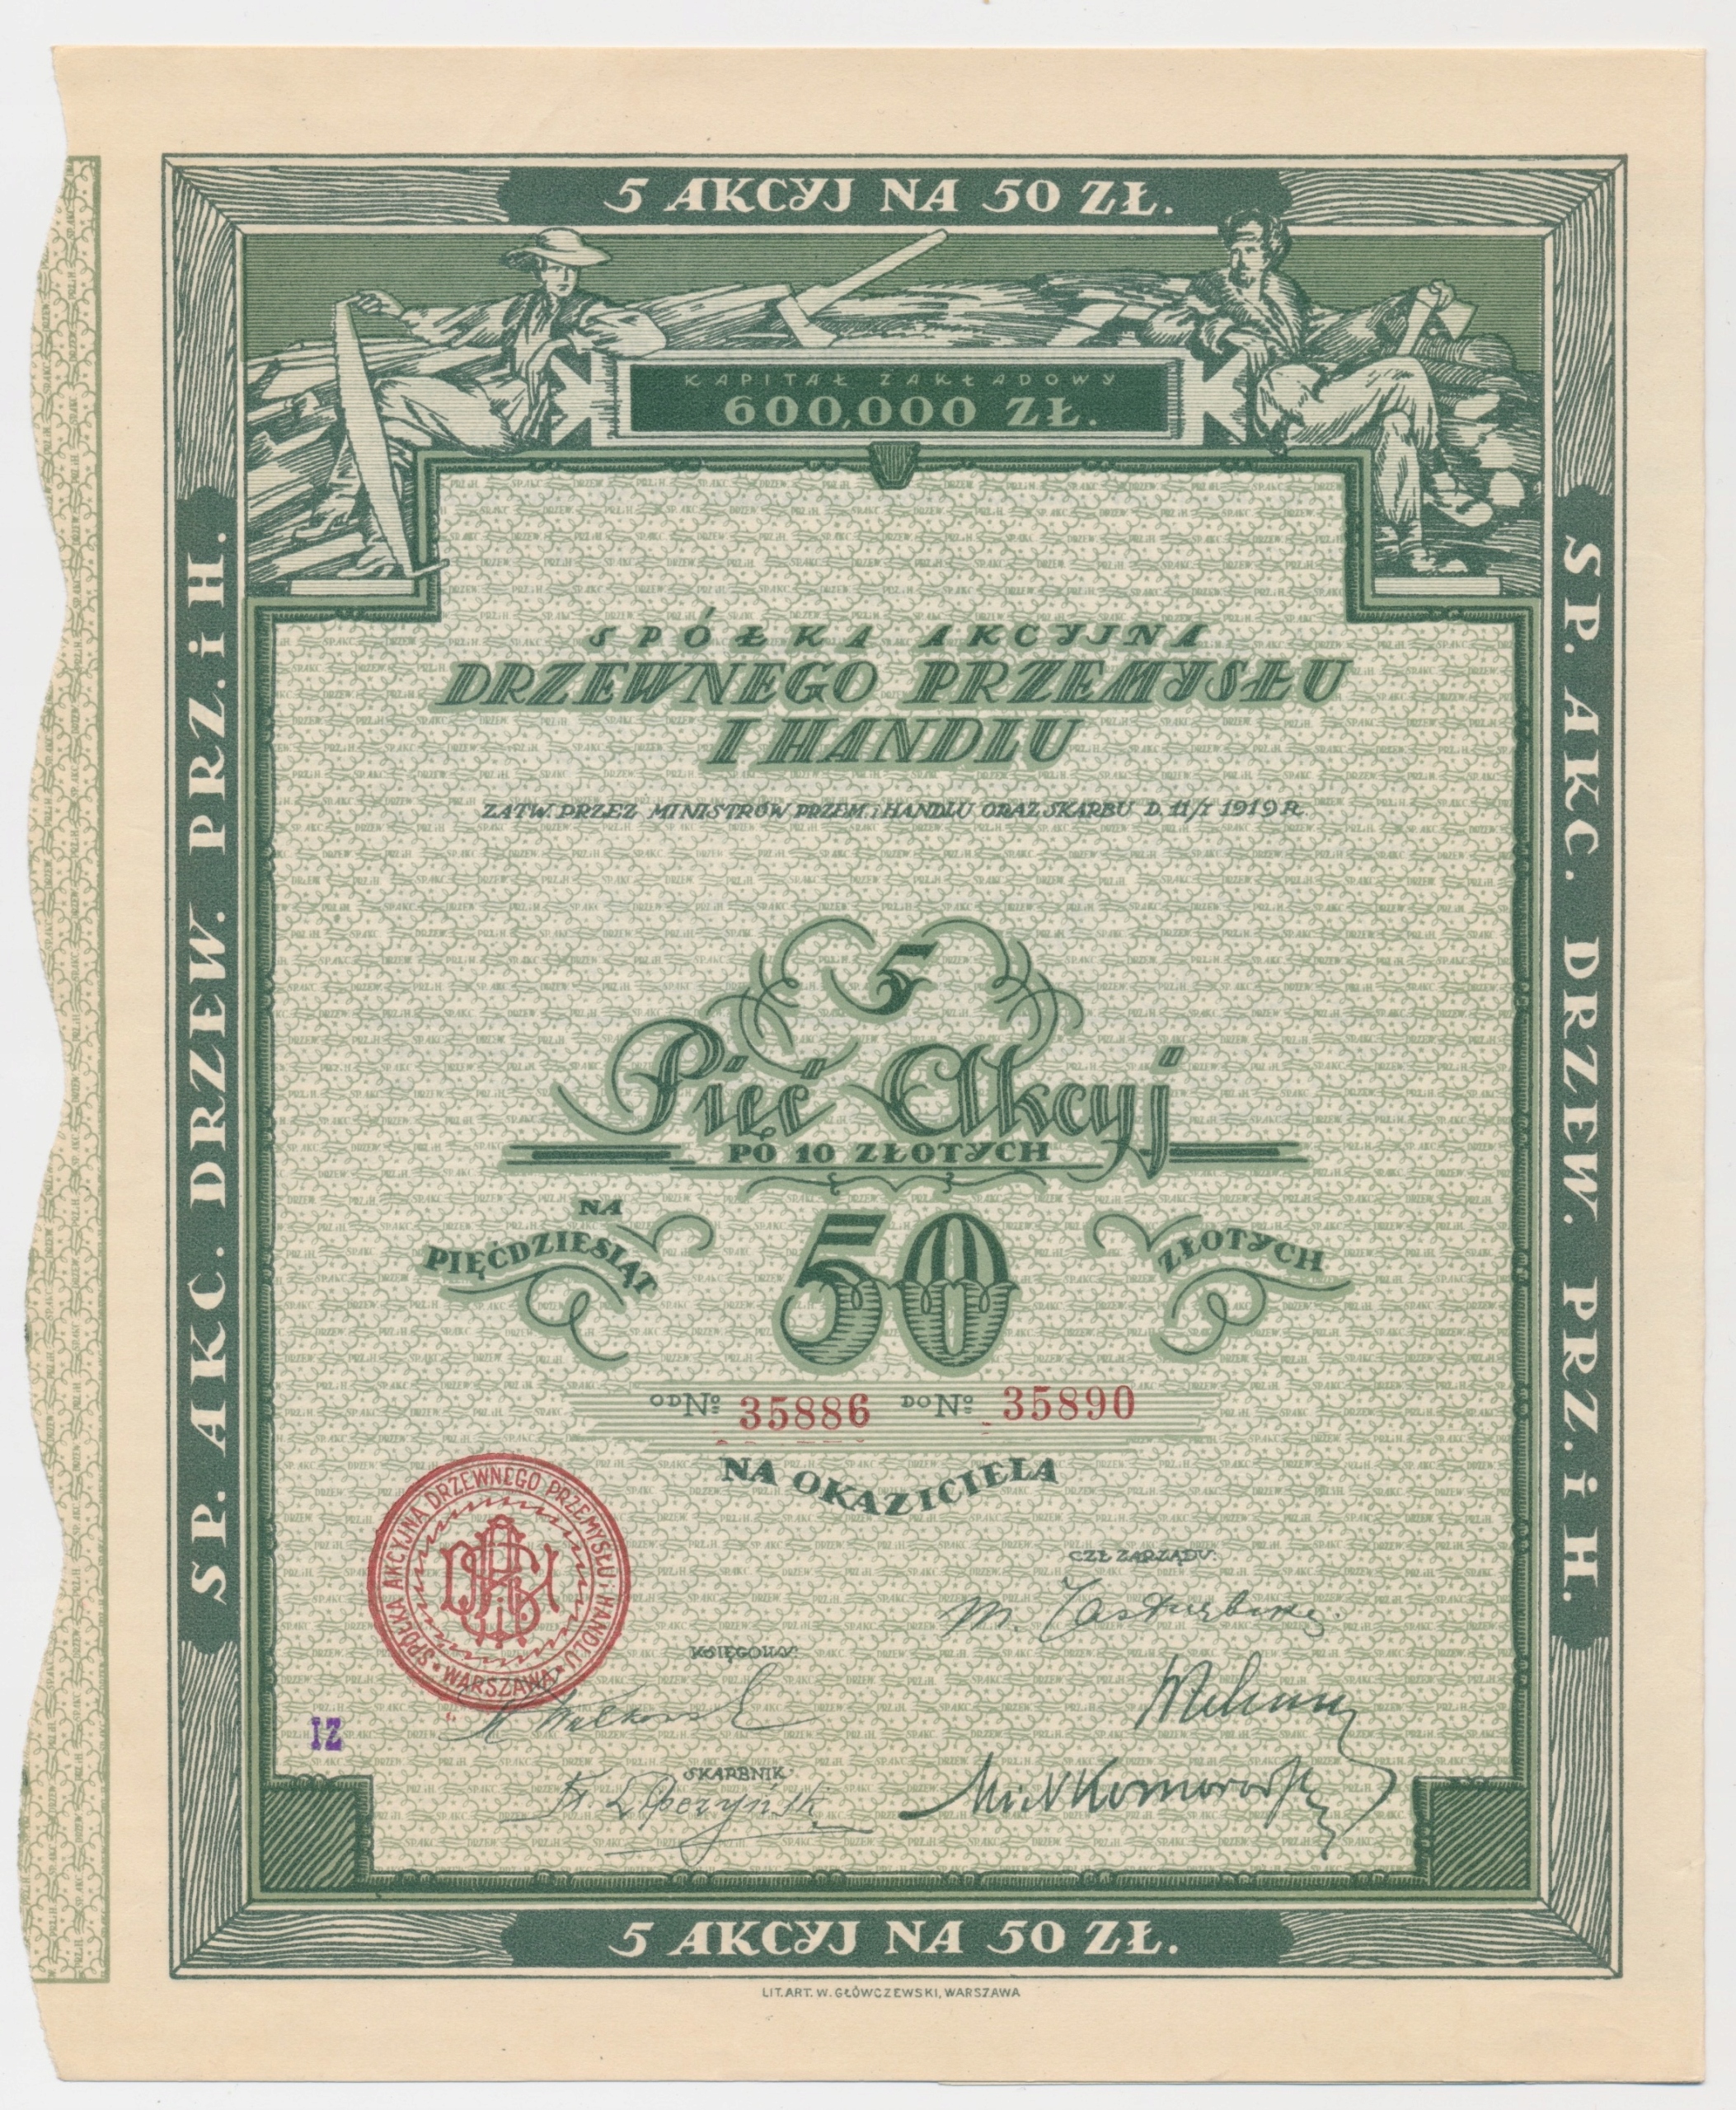 5 AKCYJ NA 50 ZŁ.
KAPITAŁ ZAKŁADOWY
600,000 ZŁ.
SP. AKC. DRZEW. PRZ. i H.
SP. AKC. DRZEW. PRZ. i H.
SPÓŁKA AKCYJNA
DRZEWNEGO PRZEMYSŁU
I HANDLU
ZATW. PRZEZ MINISTRÓW PRZEM. i HANDLU ORAZ SKARBU D. 11/I 1919 R.
5
Pięć Akcyj
PO 10 ZŁOTYCH
NA
PIĘĆDZIESIĄT 50 ZŁOTYCH
OD № 35886 DO № 35890
NA OKAZICIELA
SPÓŁKA AKCYJNA DRZEWNEGO PRZEMYSŁU i HANDLU
WARSZAWA
CZŁ. ZARZĄDU:
KSIĘGOWY:
IZ
SKARBNIK:
5 AKCYJ NA 50 ZŁ.
LIT. ART. W. GŁÓWCZEWSKI, WARSZAWA